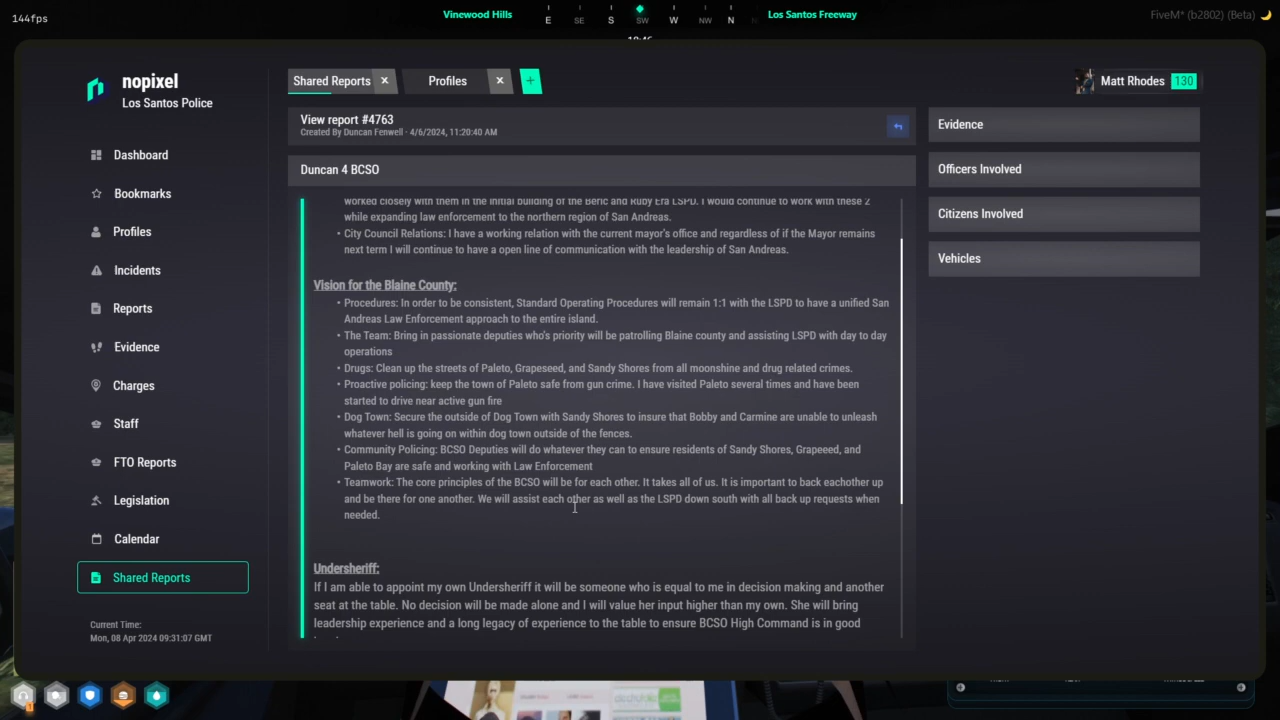 144fps
Vinewood Hills
E SE S SW W NW N
Los Santos Freeway
FiveM* (b2802) (Beta)
nopixel
Los Santos Police
Shared Reports
Profiles
+
Matt Rhodes 130
View report #4763
Created By Duncan Fenwell · 4/6/2024, 11:20:40 AM
Duncan 4 BCSO
Dashboard
Bookmarks
Profiles
Incidents
Reports
Evidence
Charges
Staff
FTO Reports
Legislation
Calendar
Shared Reports
Current Time:
Mon, 08 Apr 2024 09:31:07 GMT
worked closely with them in the initial building of the Beric and Ruby Era LSPD. I would continue to work with these 2
while expanding law enforcement to the northern region of San Andreas.
• City Council Relations: I have a working relation with the current mayor's office and regardless of if the Mayor remains
next term I will continue to have a open line of communication with the leadership of San Andreas.
Vision for the Blaine County:
• Procedures: In order to be consistent, Standard Operating Procedures will remain 1:1 with the LSPD to have a unified San
Andreas Law Enforcement approach to the entire island.
• The Team: Bring in passionate deputies who's priority will be patrolling Blaine county and assisting LSPD with day to day
operations
• Drugs: Clean up the streets of Paleto, Grapeseed, and Sandy Shores from all moonshine and drug related crimes.
• Proactive policing: keep the town of Paleto safe from gun crime. I have visited Paleto several times and have been
started to drive near active gun fire
• Dog Town: Secure the outside of Dog Town with Sandy Shores to insure that Bobby and Carmine are unable to unleash
whatever hell is going on within dog town outside of the fences.
• Community Policing: BCSO Deputies will do whatever they can to ensure residents of Sandy Shores, Grapeeed, and
Paleto Bay are safe and working with Law Enforcement
• Teamwork: The core principles of the BCSO will be for each other. It takes all of us. It is important to back eachother up
and be there for one another. We will assist each other as well as the LSPD down south with all back up requests when
needed.
Undersheriff:
If I am able to appoint my own Undersheriff it will be someone who is equal to me in decision making and another
seat at the table. No decision will be made alone and I will value her input higher than my own. She will bring
leadership experience and a long legacy of experience to the table to ensure BCSO High Command is in good
Evidence
Officers Involved
Citizens Involved
Vehicles